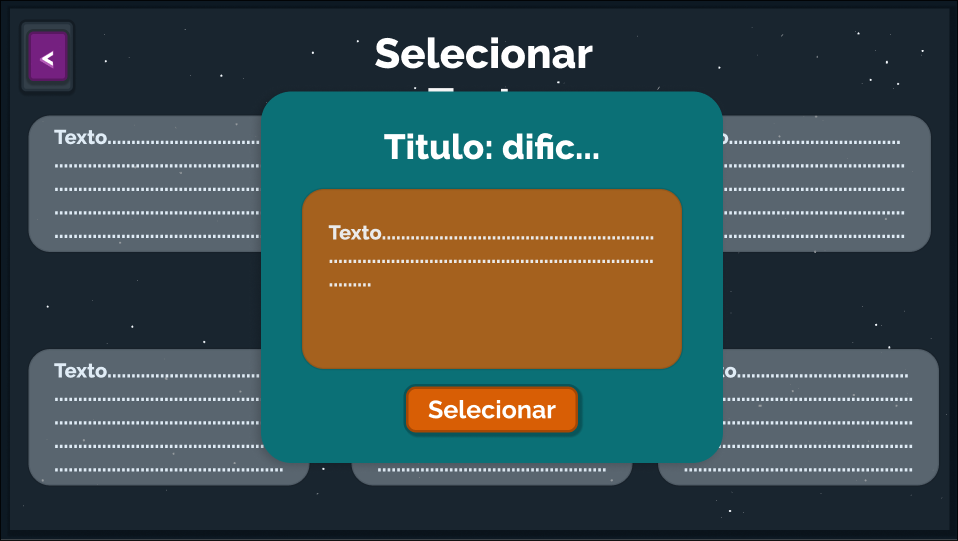 <
Selecionar
Titulo: dific...
Texto.............................................
.......................................................
.......................................................
.......................................................
.......................................................
Texto..........................................................
......................................................................
.........
Selecionar
Texto.............................................
.......................................................
.......................................................
.......................................................
.......................................................